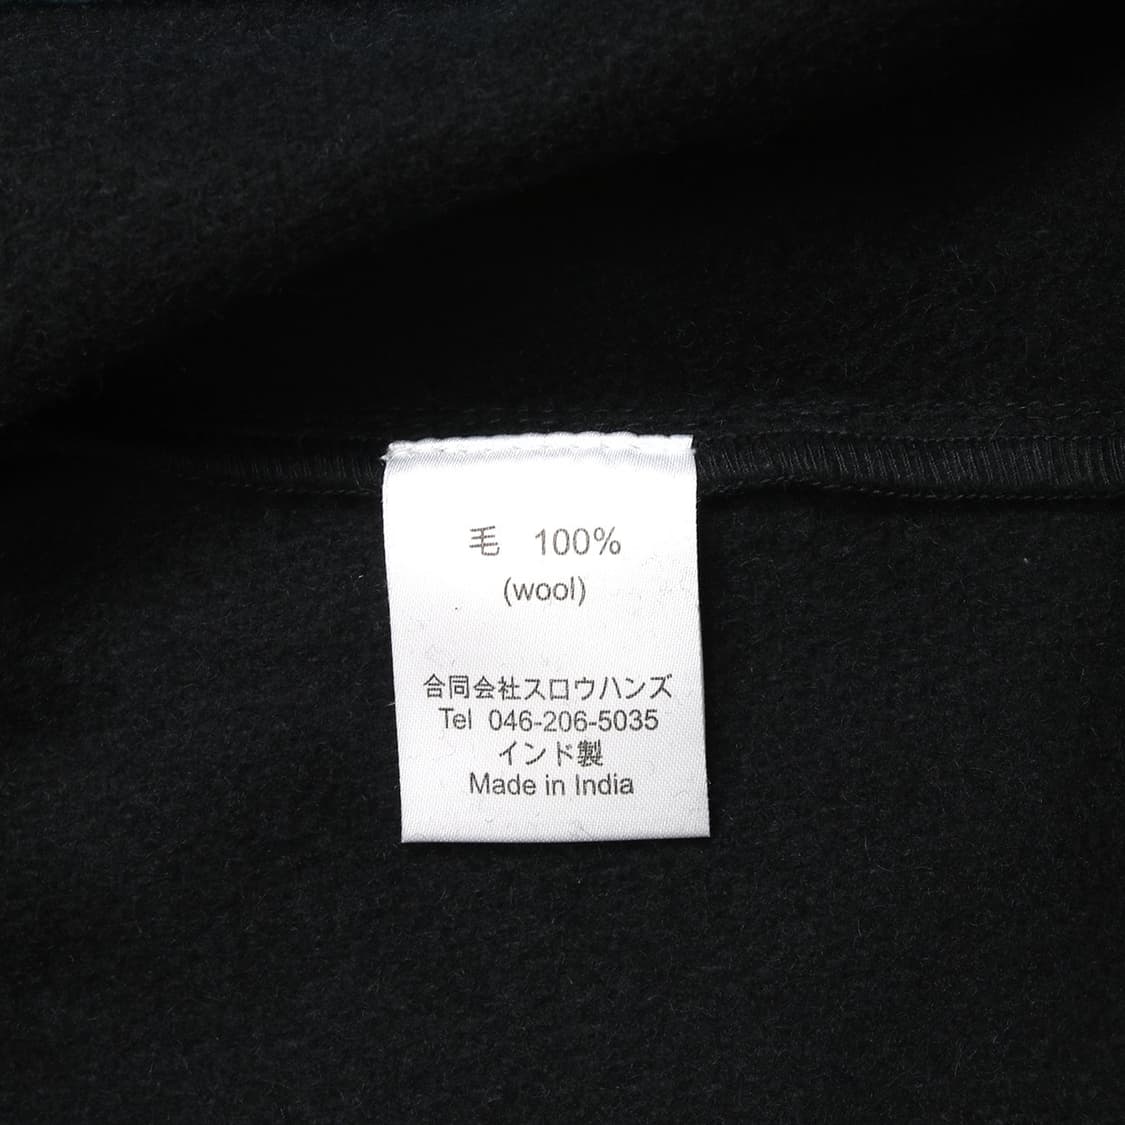 毛 100%
(wool)
合同会社スロウハンズ
Tel 046-206-5035
インド製
Made in India